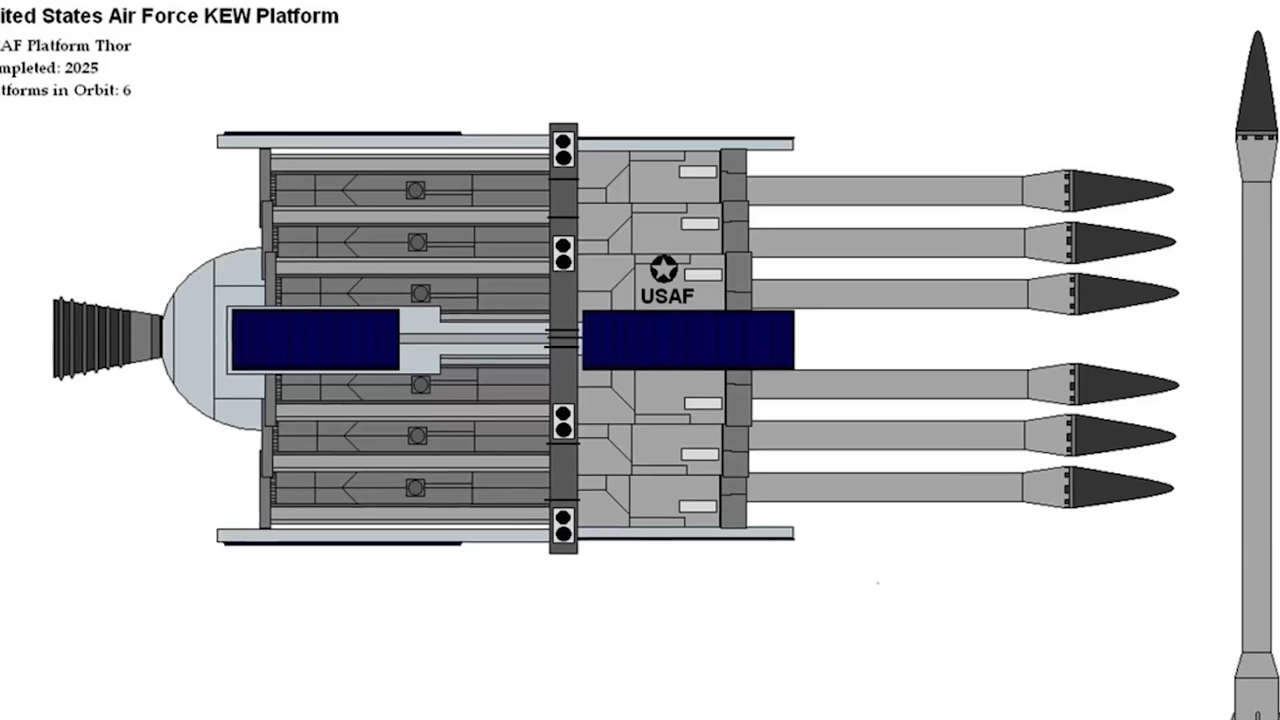 ited States Air Force KEW Platform
AF Platform Thor
mpleted: 2025
tforms in Orbit: 6
USAF